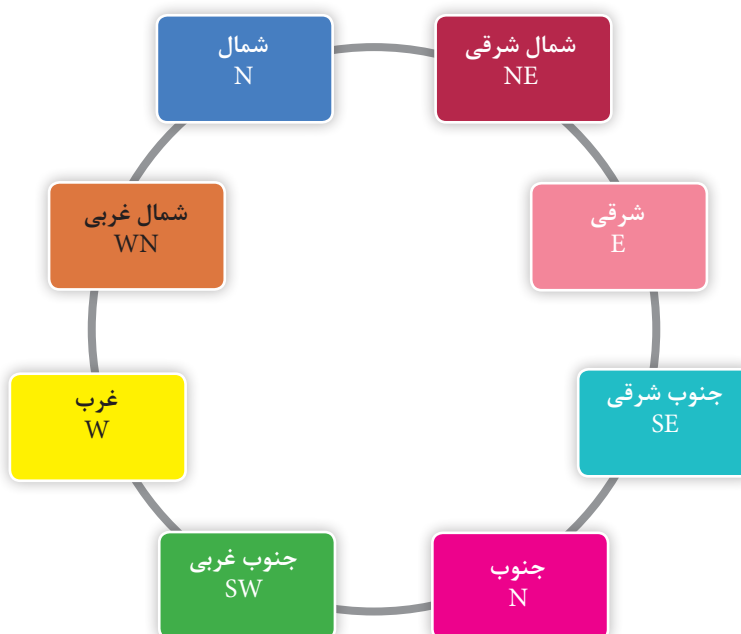 شمال
N
شمال شرقی
NE
شرقی
E
جنوب شرقی
SE
جنوب
N
جنوب غربی
SW
غرب
W
شمال غربی
WN